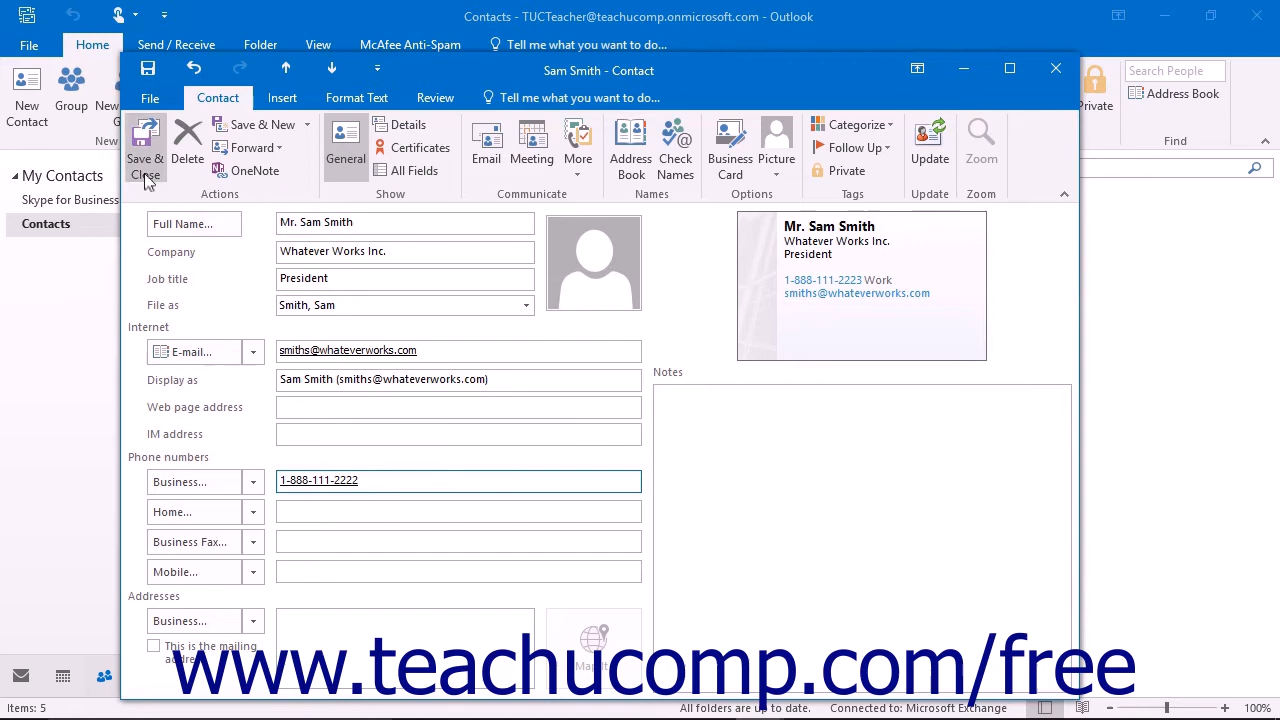 Contacts - TUCTeacher@teachucomp.onmicrosoft.com - Outlook
File Home Send / Receive Folder View McAfee Anti-Spam Tell me what you want to do...
New Contact
Group
New
New
Private
Search People
Address Book
Find
Sam Smith - Contact
File Contact Insert Format Text Review Tell me what you want to do...
Save & Close
Delete
Save & New
Forward
OneNote
Actions
General
Details
Certificates
All Fields
Show
Email
Meeting
More
Communicate
Address Book
Check Names
Names
Business Card
Picture
Options
Categorize
Follow Up
Private
Tags
Update
Update
Zoom
Zoom
My Contacts
Skype for Business
Contacts
Full Name... Mr. Sam Smith
Company Whatever Works Inc.
Job title President
File as Smith, Sam
Internet
E-mail... smiths@whateverworks.com
Display as Sam Smith (smiths@whateverworks.com)
Web page address
IM address
Phone numbers
Business... 1-888-111-2222
Home...
Business Fax...
Mobile...
Addresses
Business...
This is the mailing
address
Map It
Mr. Sam Smith
Whatever Works Inc.
President
1-888-111-2223 Work
smiths@whateverworks.com
Notes
www.teachucomp.com/free
Items: 5 All folders are up to date. Connected to: Microsoft Exchange 100%